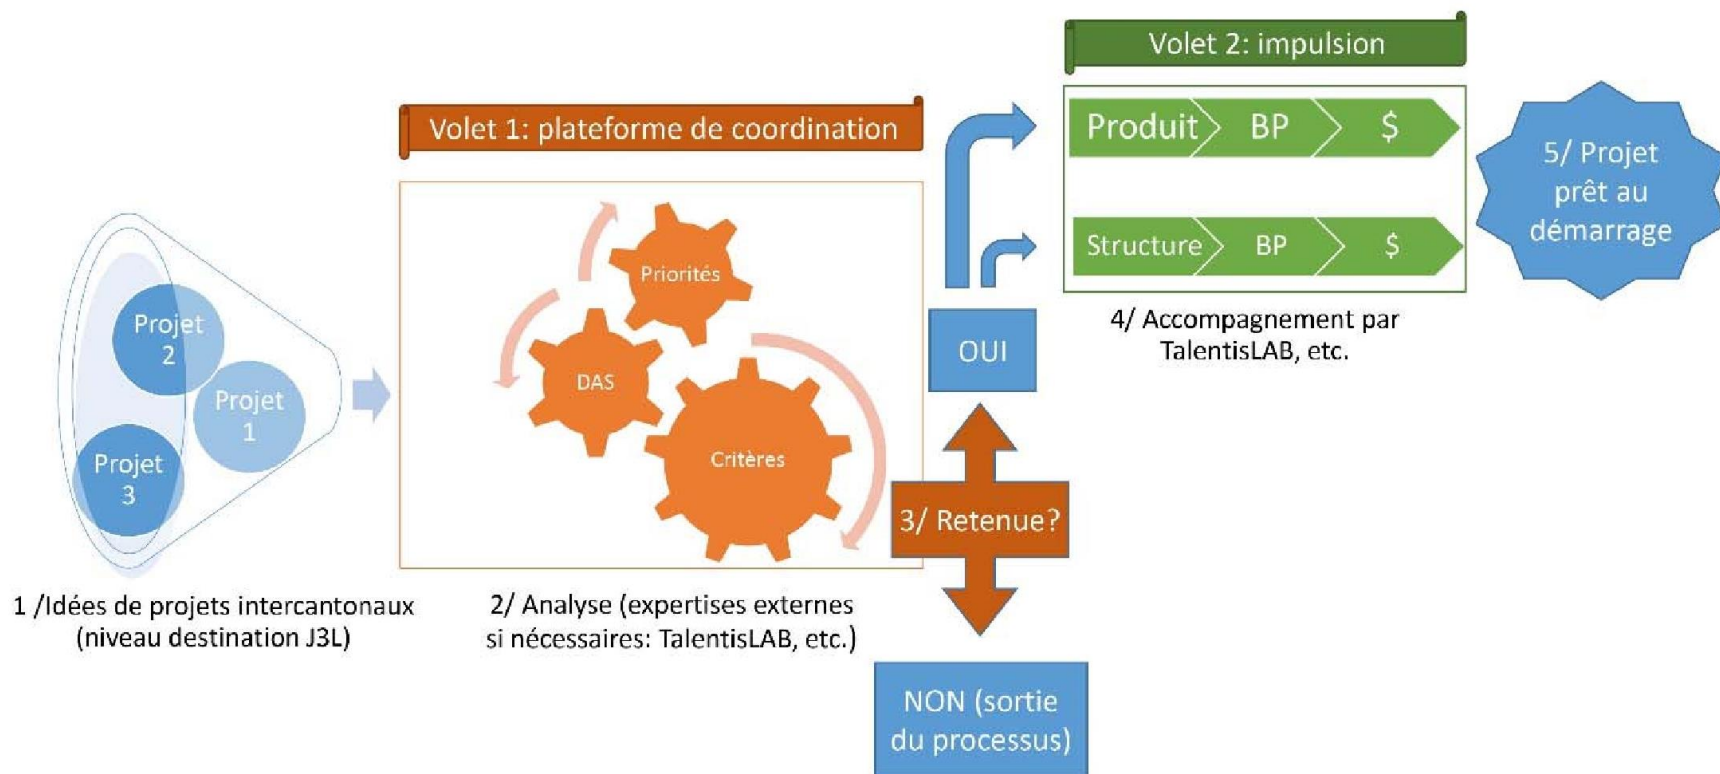 Volet 2: impulsion
Produit
BP
$
Structure
BP
$
4/ Accompagnement par
TalentisLAB, etc.
5/ Projet
prêt au
démarrage
Volet 1: plateforme de coordination
Priorités
DAS
Critères
2/ Analyse (expertises externes
si nécessaires: TalentisLAB, etc.)
Projet
2
Projet
1
Projet
3
1 /Idées de projets intercantonaux
(niveau destination J3L)
OUI
3/ Retenue?
NON (sortie
du processus)